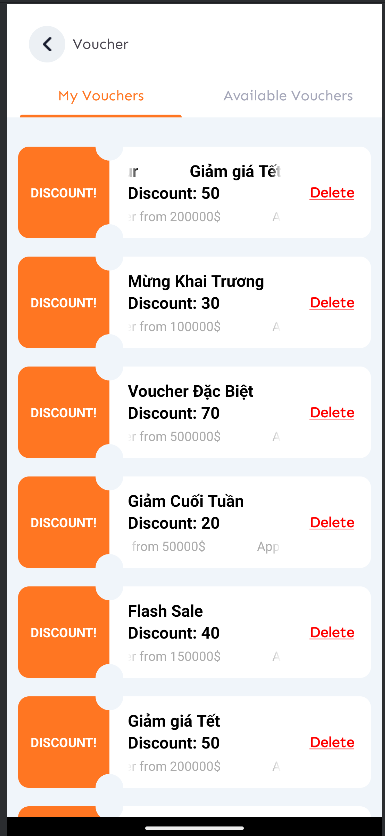 Voucher
My Vouchers
Available Vouchers
DISCOUNT!
Giảm giá Tết
Discount: 50
from 200000$
Delete
DISCOUNT!
Mừng Khai Trương
Discount: 30
from 100000$
Delete
DISCOUNT!
Voucher Đặc Biệt
Discount: 70
from 500000$
Delete
DISCOUNT!
Giảm Cuối Tuần
Discount: 20
from 50000$ App
Delete
DISCOUNT!
Flash Sale
Discount: 40
from 150000$
Delete
DISCOUNT!
Giảm giá Tết
Discount: 50
from 200000$
Delete